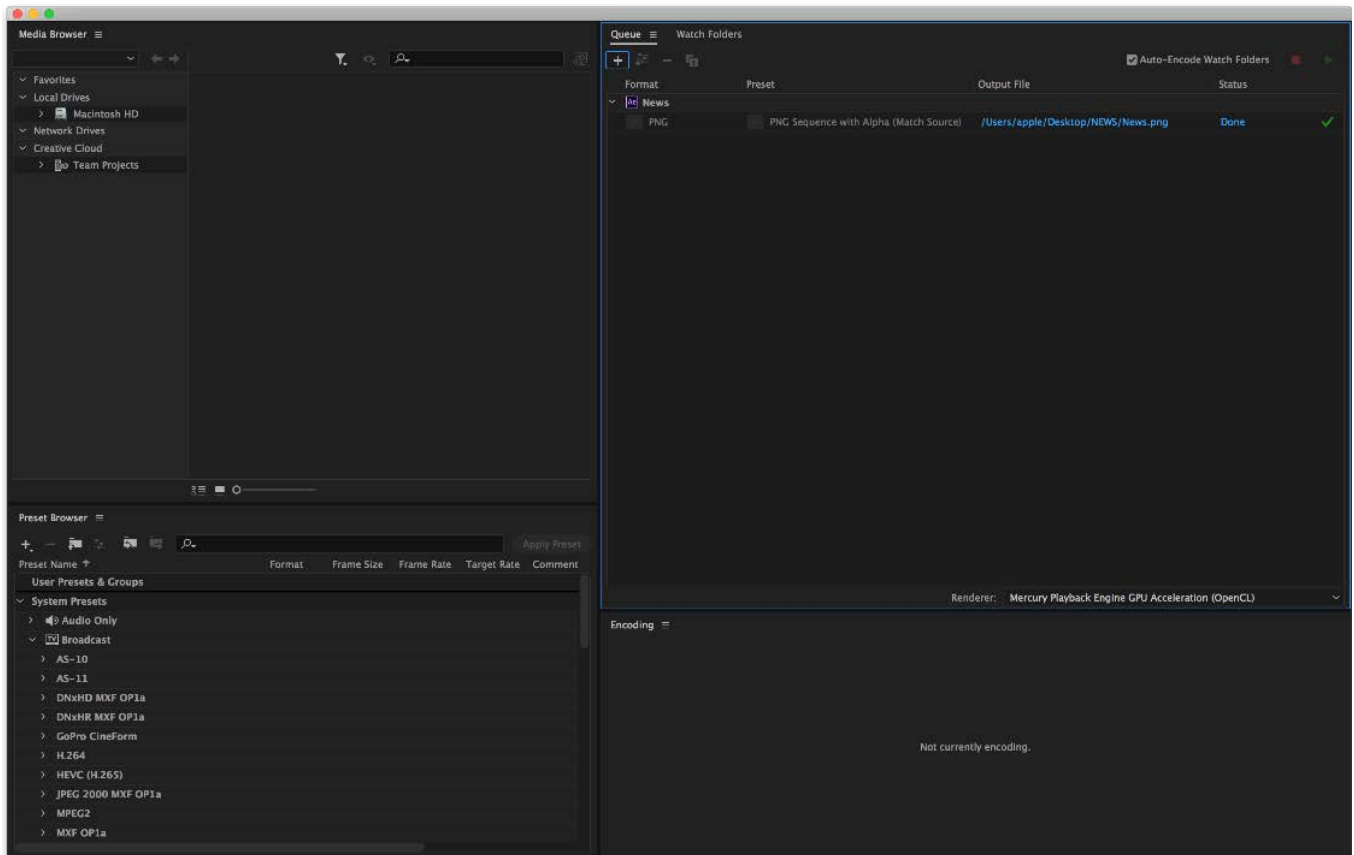 Media Browser
Favorites
Local Drives
Macintosh HD
Network Drives
Creative Cloud
Team Projects
Preset Browser
Apply Preset
Preset Name Format Frame Size Frame Rate Target Rate Comment
User Presets & Groups
System Presets
Audio Only
TV Broadcast
AS-10
AS-11
DNxHD MXF OP1a
DNxHR MXF OP1a
GoPro CineForm
H.264
HEVC (H.265)
JPEG 2000 MXF OP1a
MPEG2
MXF OP1a
Queue Watch Folders
Auto-Encode Watch Folders
Format Preset Output File Status
Ae News
PNG PNG Sequence with Alpha (Match Source) /Users/apple/Desktop/NEWS/News.png Done
Renderer: Mercury Playback Engine GPU Acceleration (OpenCL)
Encoding
Not currently encoding.